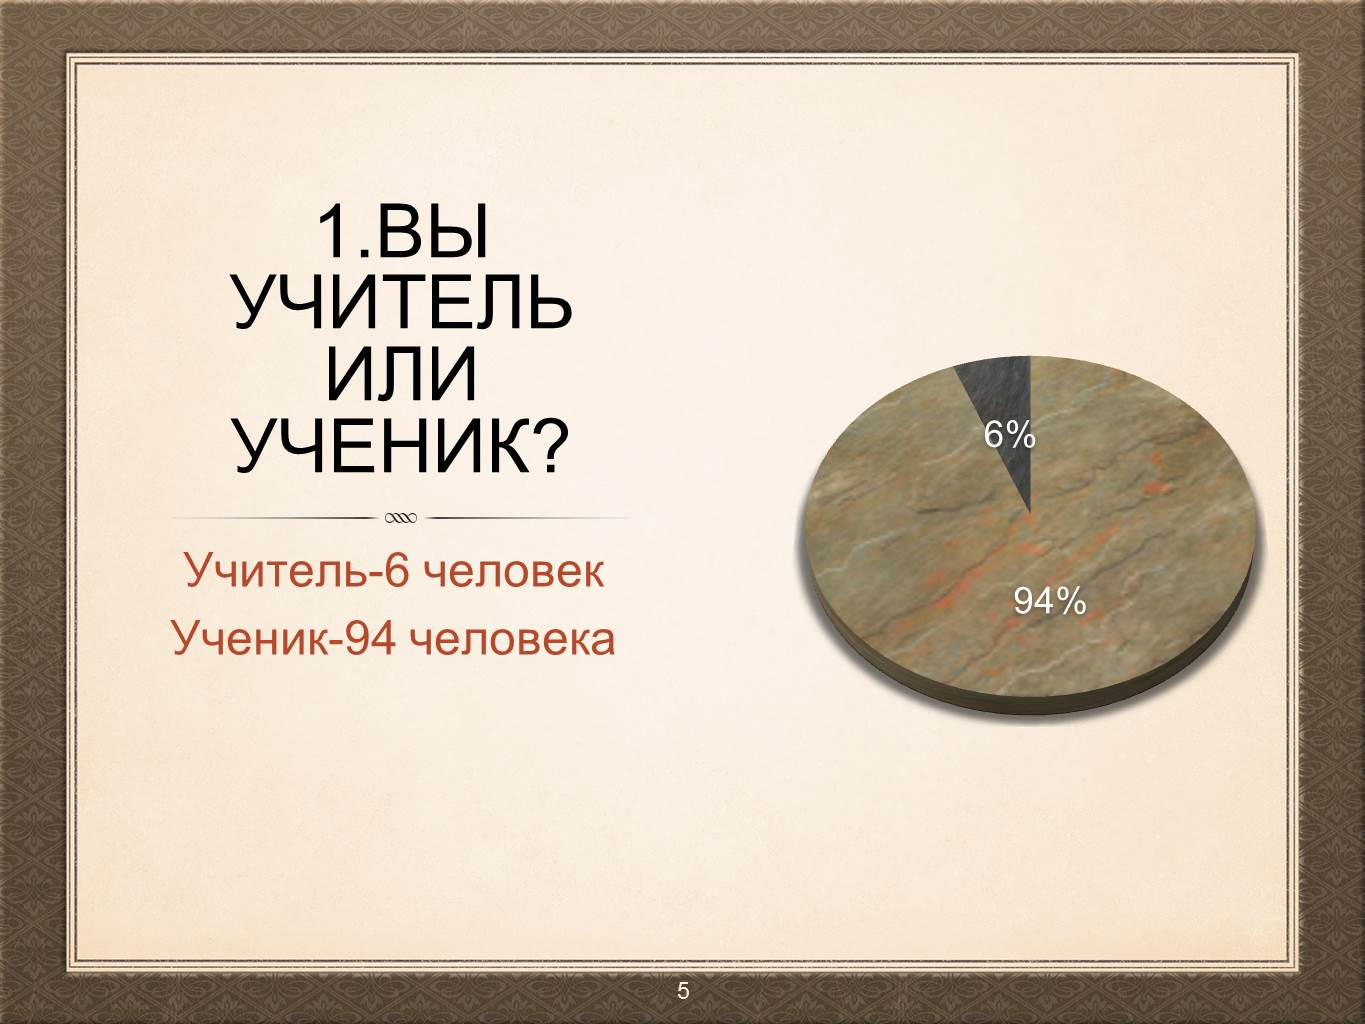 1.ВЫ
УЧИТЕЛЬ
ИЛИ
УЧЕНИК?
Учитель-6 человек
Ученик-94 человека
6%
94%
5